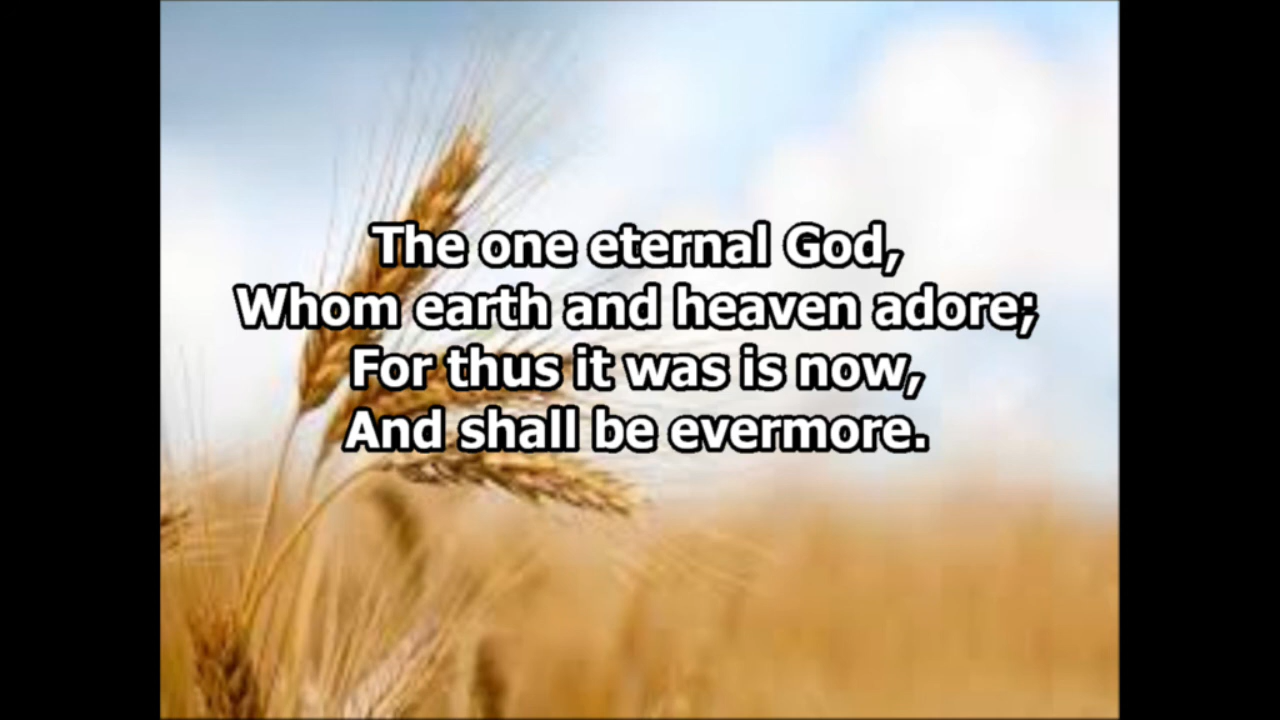 The one eternal God,
Whom earth and heaven adore;
For thus it was is now,
And shall be evermore.